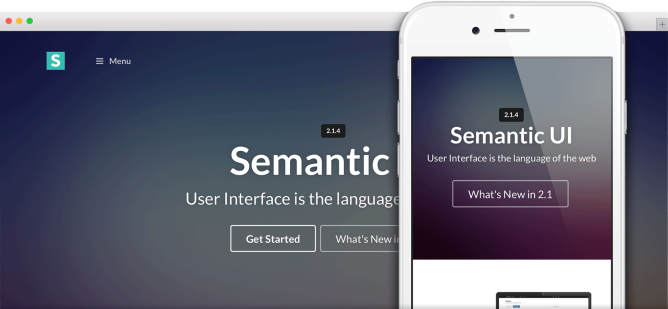 S
Menu
2.1.4
Semantic
User Interface is the language
Get Started
What's New in
2.1.4
Semantic UI
User Interface is the language of the web
What's New in 2.1